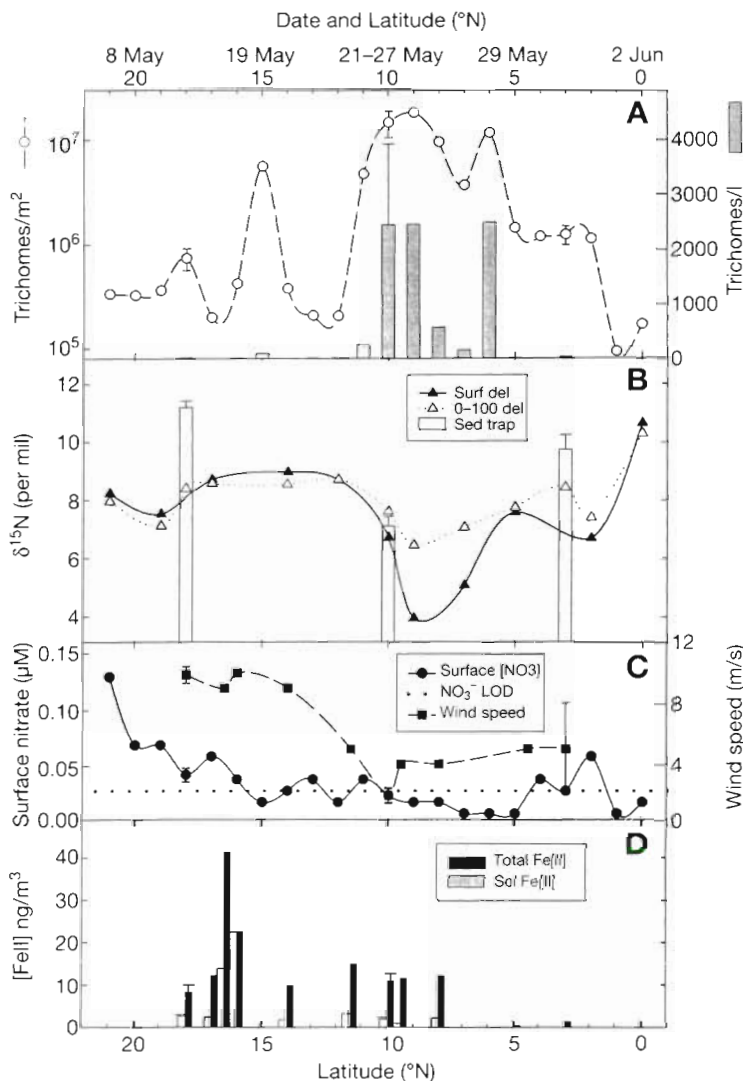 Date and Latitude (°N)
8 May 19 May 21–27 May 29 May 2 Jun
20 15 10 5 0
A
Trichomes/m²
10⁷
10⁶
10⁵
4000
3000
2000
1000
0
Trichomes/l
B
Surf del
0–100 del
Sed trap
δ¹⁵N (per mil)
12
10
8
6
4
C
Surface [NO3]
NO₃⁻ LOD
Wind speed
Surface nitrate (µM)
0.15
0.10
0.05
0.00
12
8
4
0
Wind speed (m/s)
D
Total Fe[II]
Sol Fe[II]
[FeII] ng/m³
40
30
20
10
0
20 15 10 5 0
Latitude (°N)